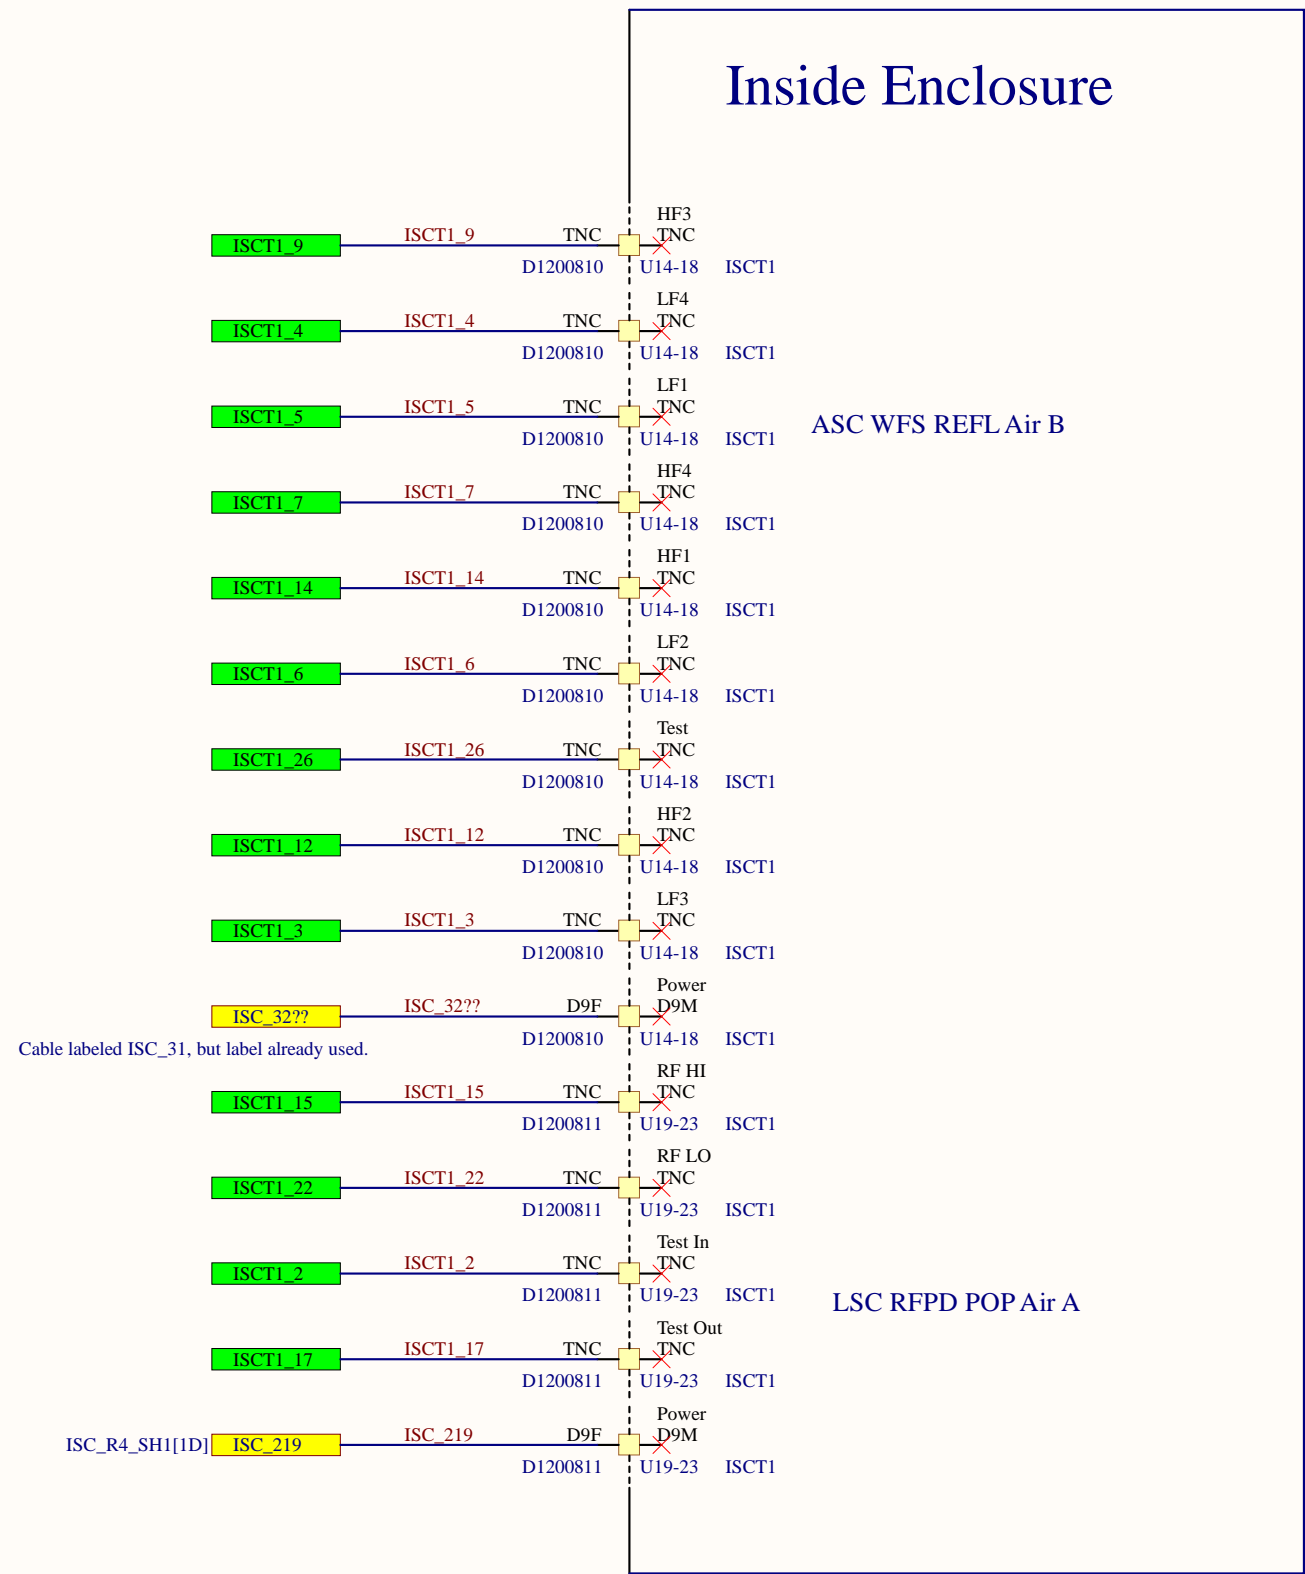 Inside Enclosure
HF3
ISCT1_9 ISCT1_9 TNC TNC
D1200810 U14-18 ISCT1
LF4
ISCT1_4 ISCT1_4 TNC TNC
D1200810 U14-18 ISCT1
LF1
ISCT1_5 ISCT1_5 TNC TNC
ASC WFS REFL Air B
D1200810 U14-18 ISCT1
HF4
ISCT1_7 ISCT1_7 TNC TNC
D1200810 U14-18 ISCT1
HF1
ISCT1_14 ISCT1_14 TNC TNC
D1200810 U14-18 ISCT1
LF2
ISCT1_6 ISCT1_6 TNC TNC
D1200810 U14-18 ISCT1
Test
ISCT1_26 ISCT1_26 TNC TNC
D1200810 U14-18 ISCT1
HF2
ISCT1_12 ISCT1_12 TNC TNC
D1200810 U14-18 ISCT1
LF3
ISCT1_3 ISCT1_3 TNC TNC
D1200810 U14-18 ISCT1
Power
ISC_32?? ISC_32?? D9F D9M
D1200810 U14-18 ISCT1
Cable labeled ISC_31, but label already used.
RF HI
ISCT1_15 ISCT1_15 TNC TNC
D1200811 U19-23 ISCT1
RF LO
ISCT1_22 ISCT1_22 TNC TNC
D1200811 U19-23 ISCT1
Test In
ISCT1_2 ISCT1_2 TNC TNC
D1200811 U19-23 ISCT1
LSC RFPD POP Air A
Test Out
ISCT1_17 ISCT1_17 TNC TNC
D1200811 U19-23 ISCT1
Power
ISC_R4_SH1[1D] ISC_219 ISC_219 D9F D9M
D1200811 U19-23 ISCT1